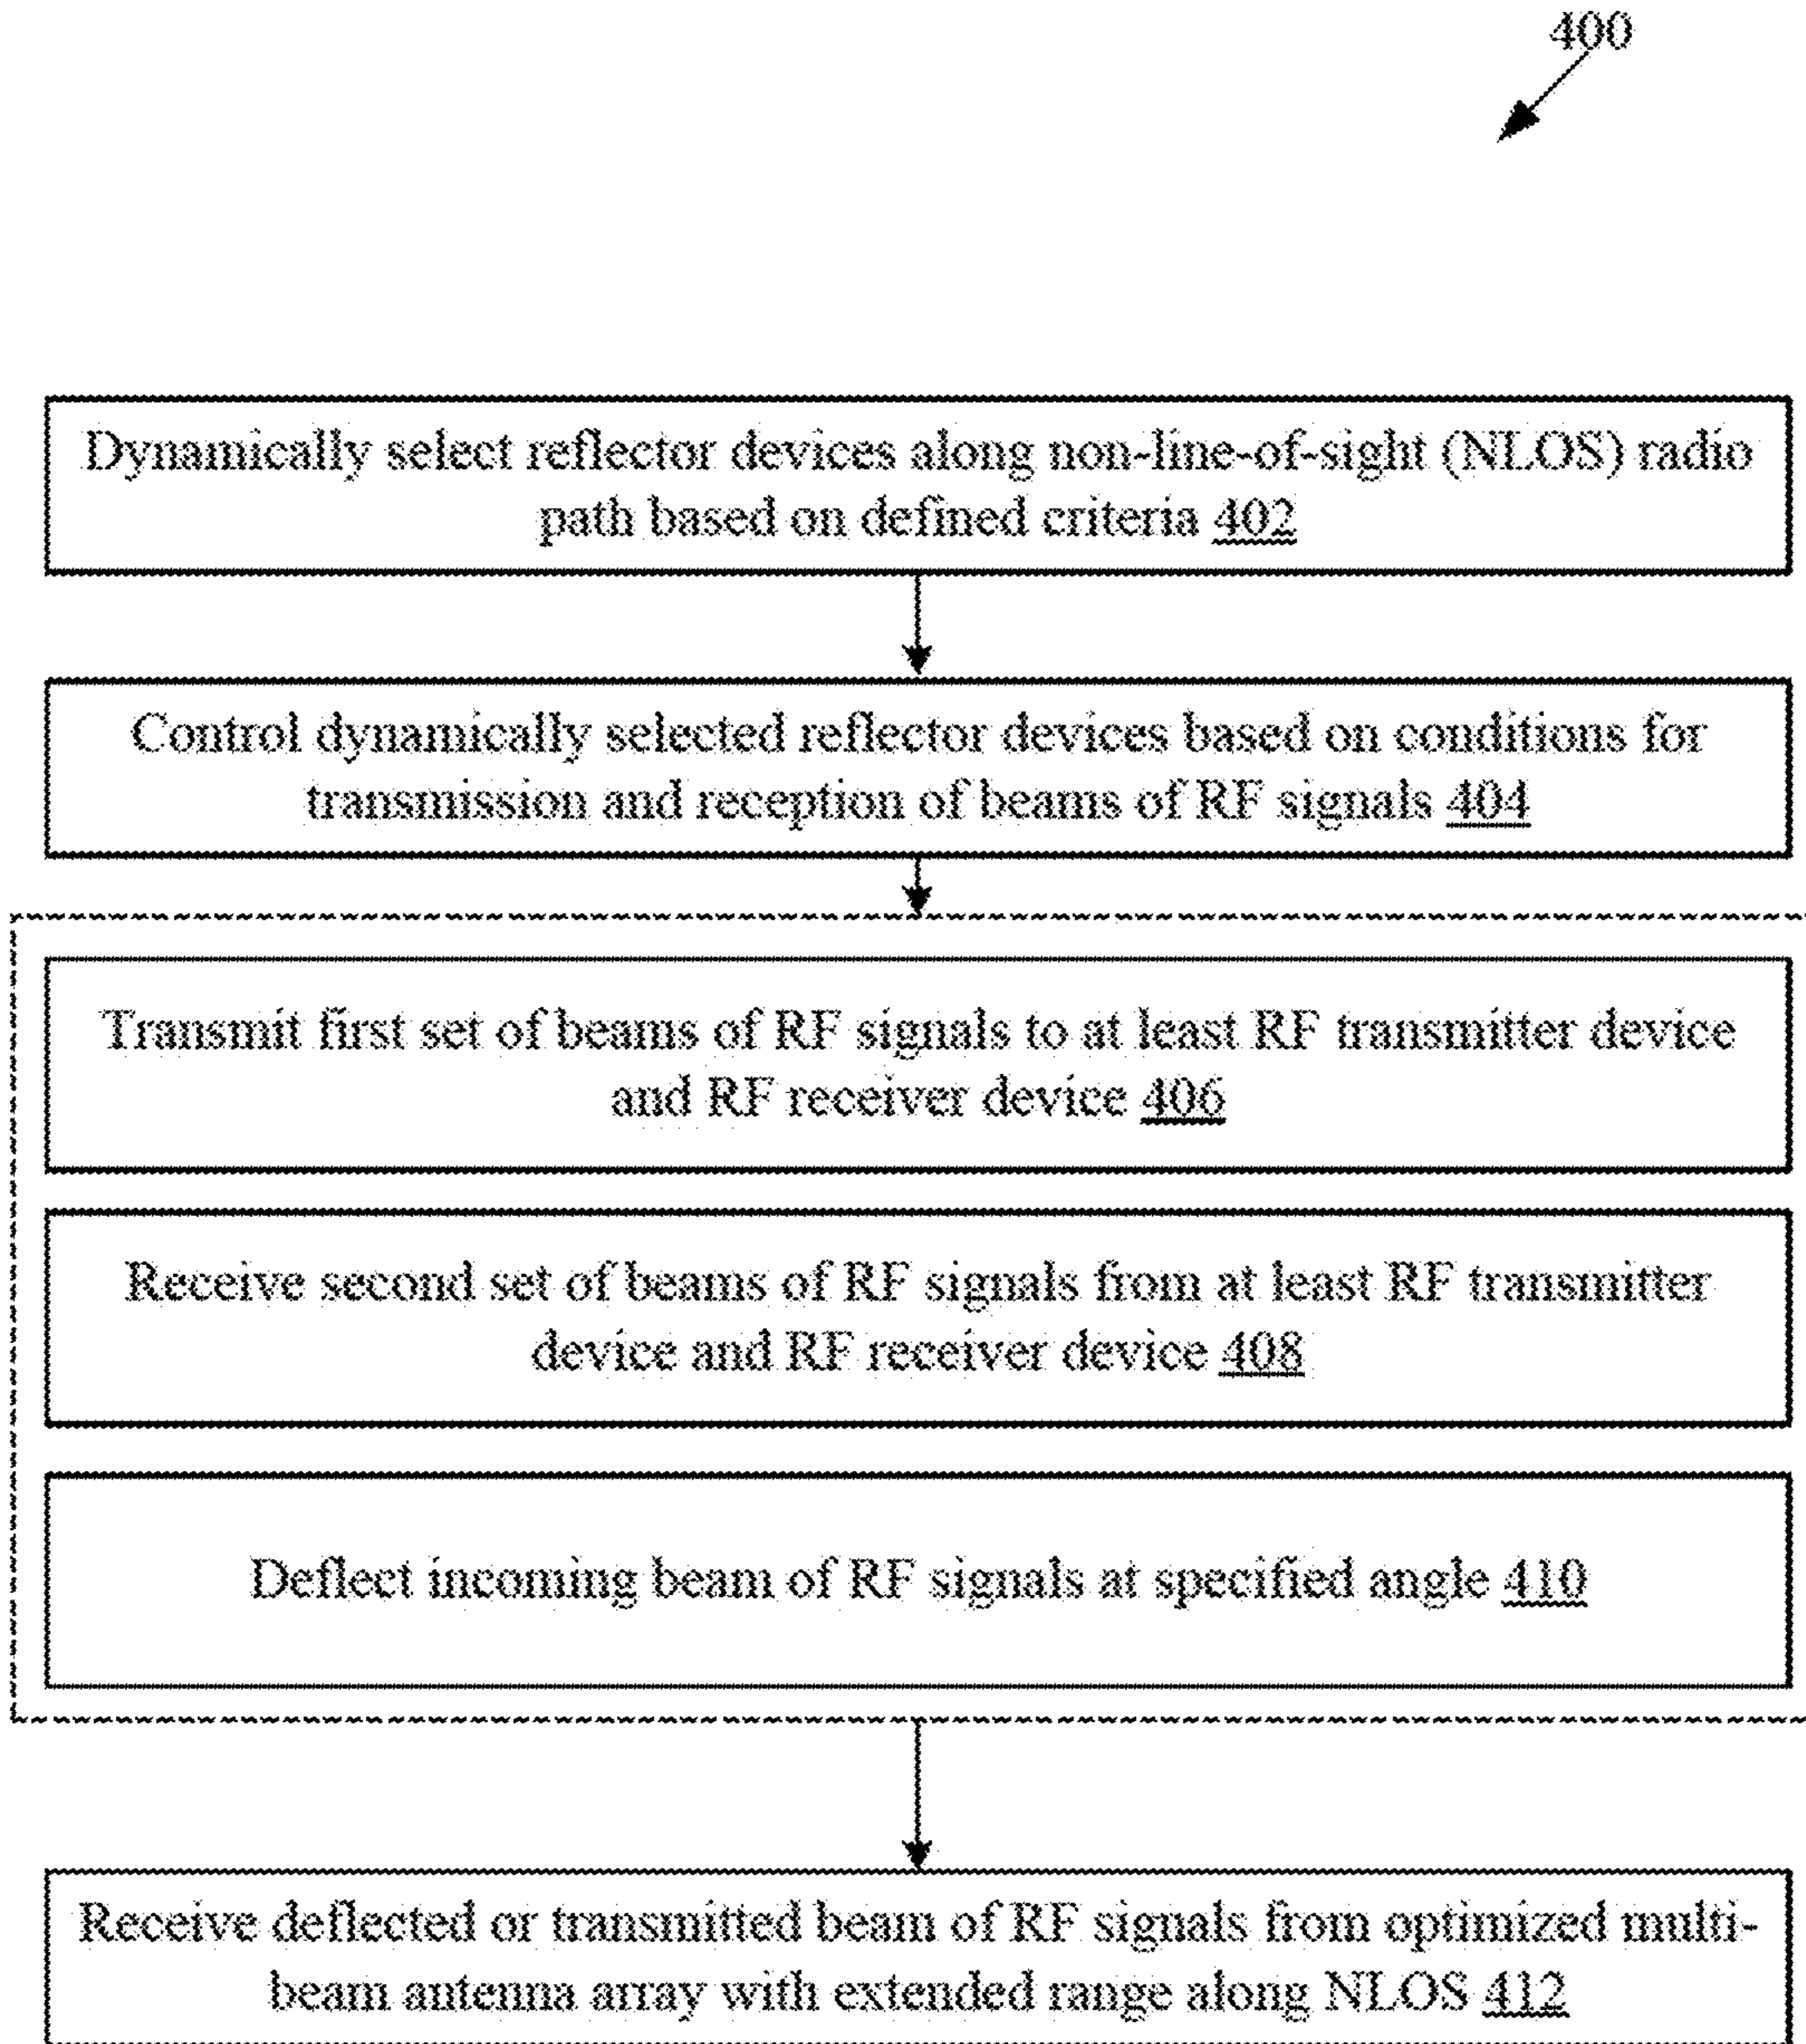 400
Dynamically select reflector devices along non-line-of-sight (NLOS) radio
path based on defined criteria 402
Control dynamically selected reflector devices based on conditions for
transmission and reception of beams of RF signals 404
Transmit first set of beams of RF signals to at least RF transmitter device
and RF receiver device 406
Receive second set of beams of RF signals from at least RF transmitter
device and RF receiver device 408
Deflect incoming beam of RF signals at specified angle 410
Receive deflected or transmitted beam of RF signals from optimized multi-
beam antenna array with extended range along NLOS 412